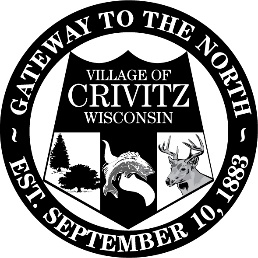 GATEWAY TO THE NORTH
VILLAGE OF
CRIVITZ
WISCONSIN
~ EST. SEPTEMBER 10, 1883 ~